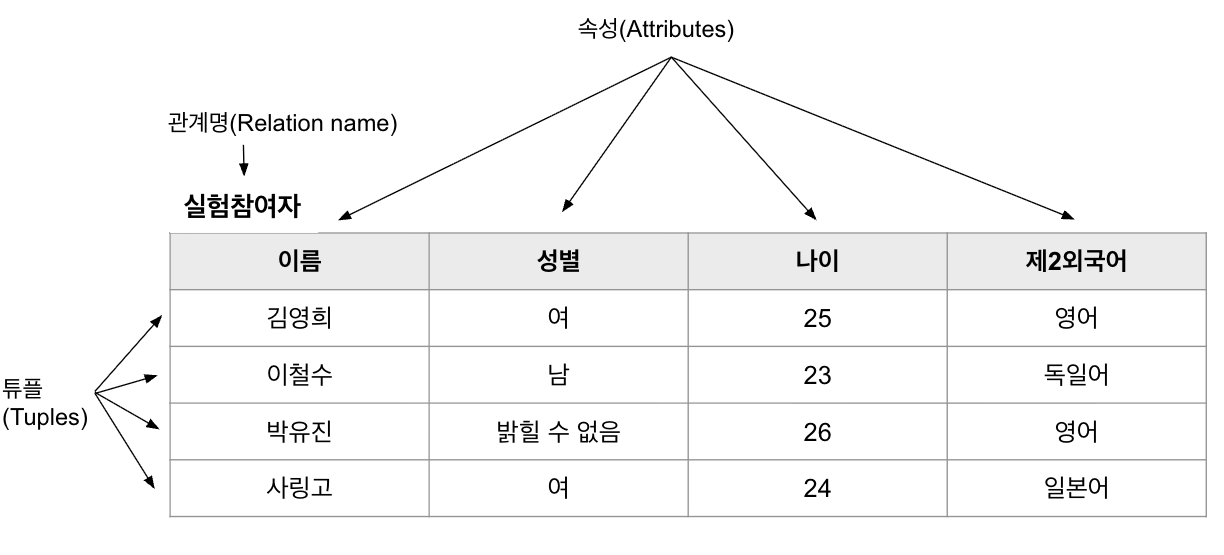 속성(Attributes)
관계명(Relation name)
실험참여자
이름 성별 나이 제2외국어
김영희 여 25 영어
이철수 남 23 독일어
박유진 밝힐 수 없음 26 영어
사링고 여 24 일본어
튜플
(Tuples)